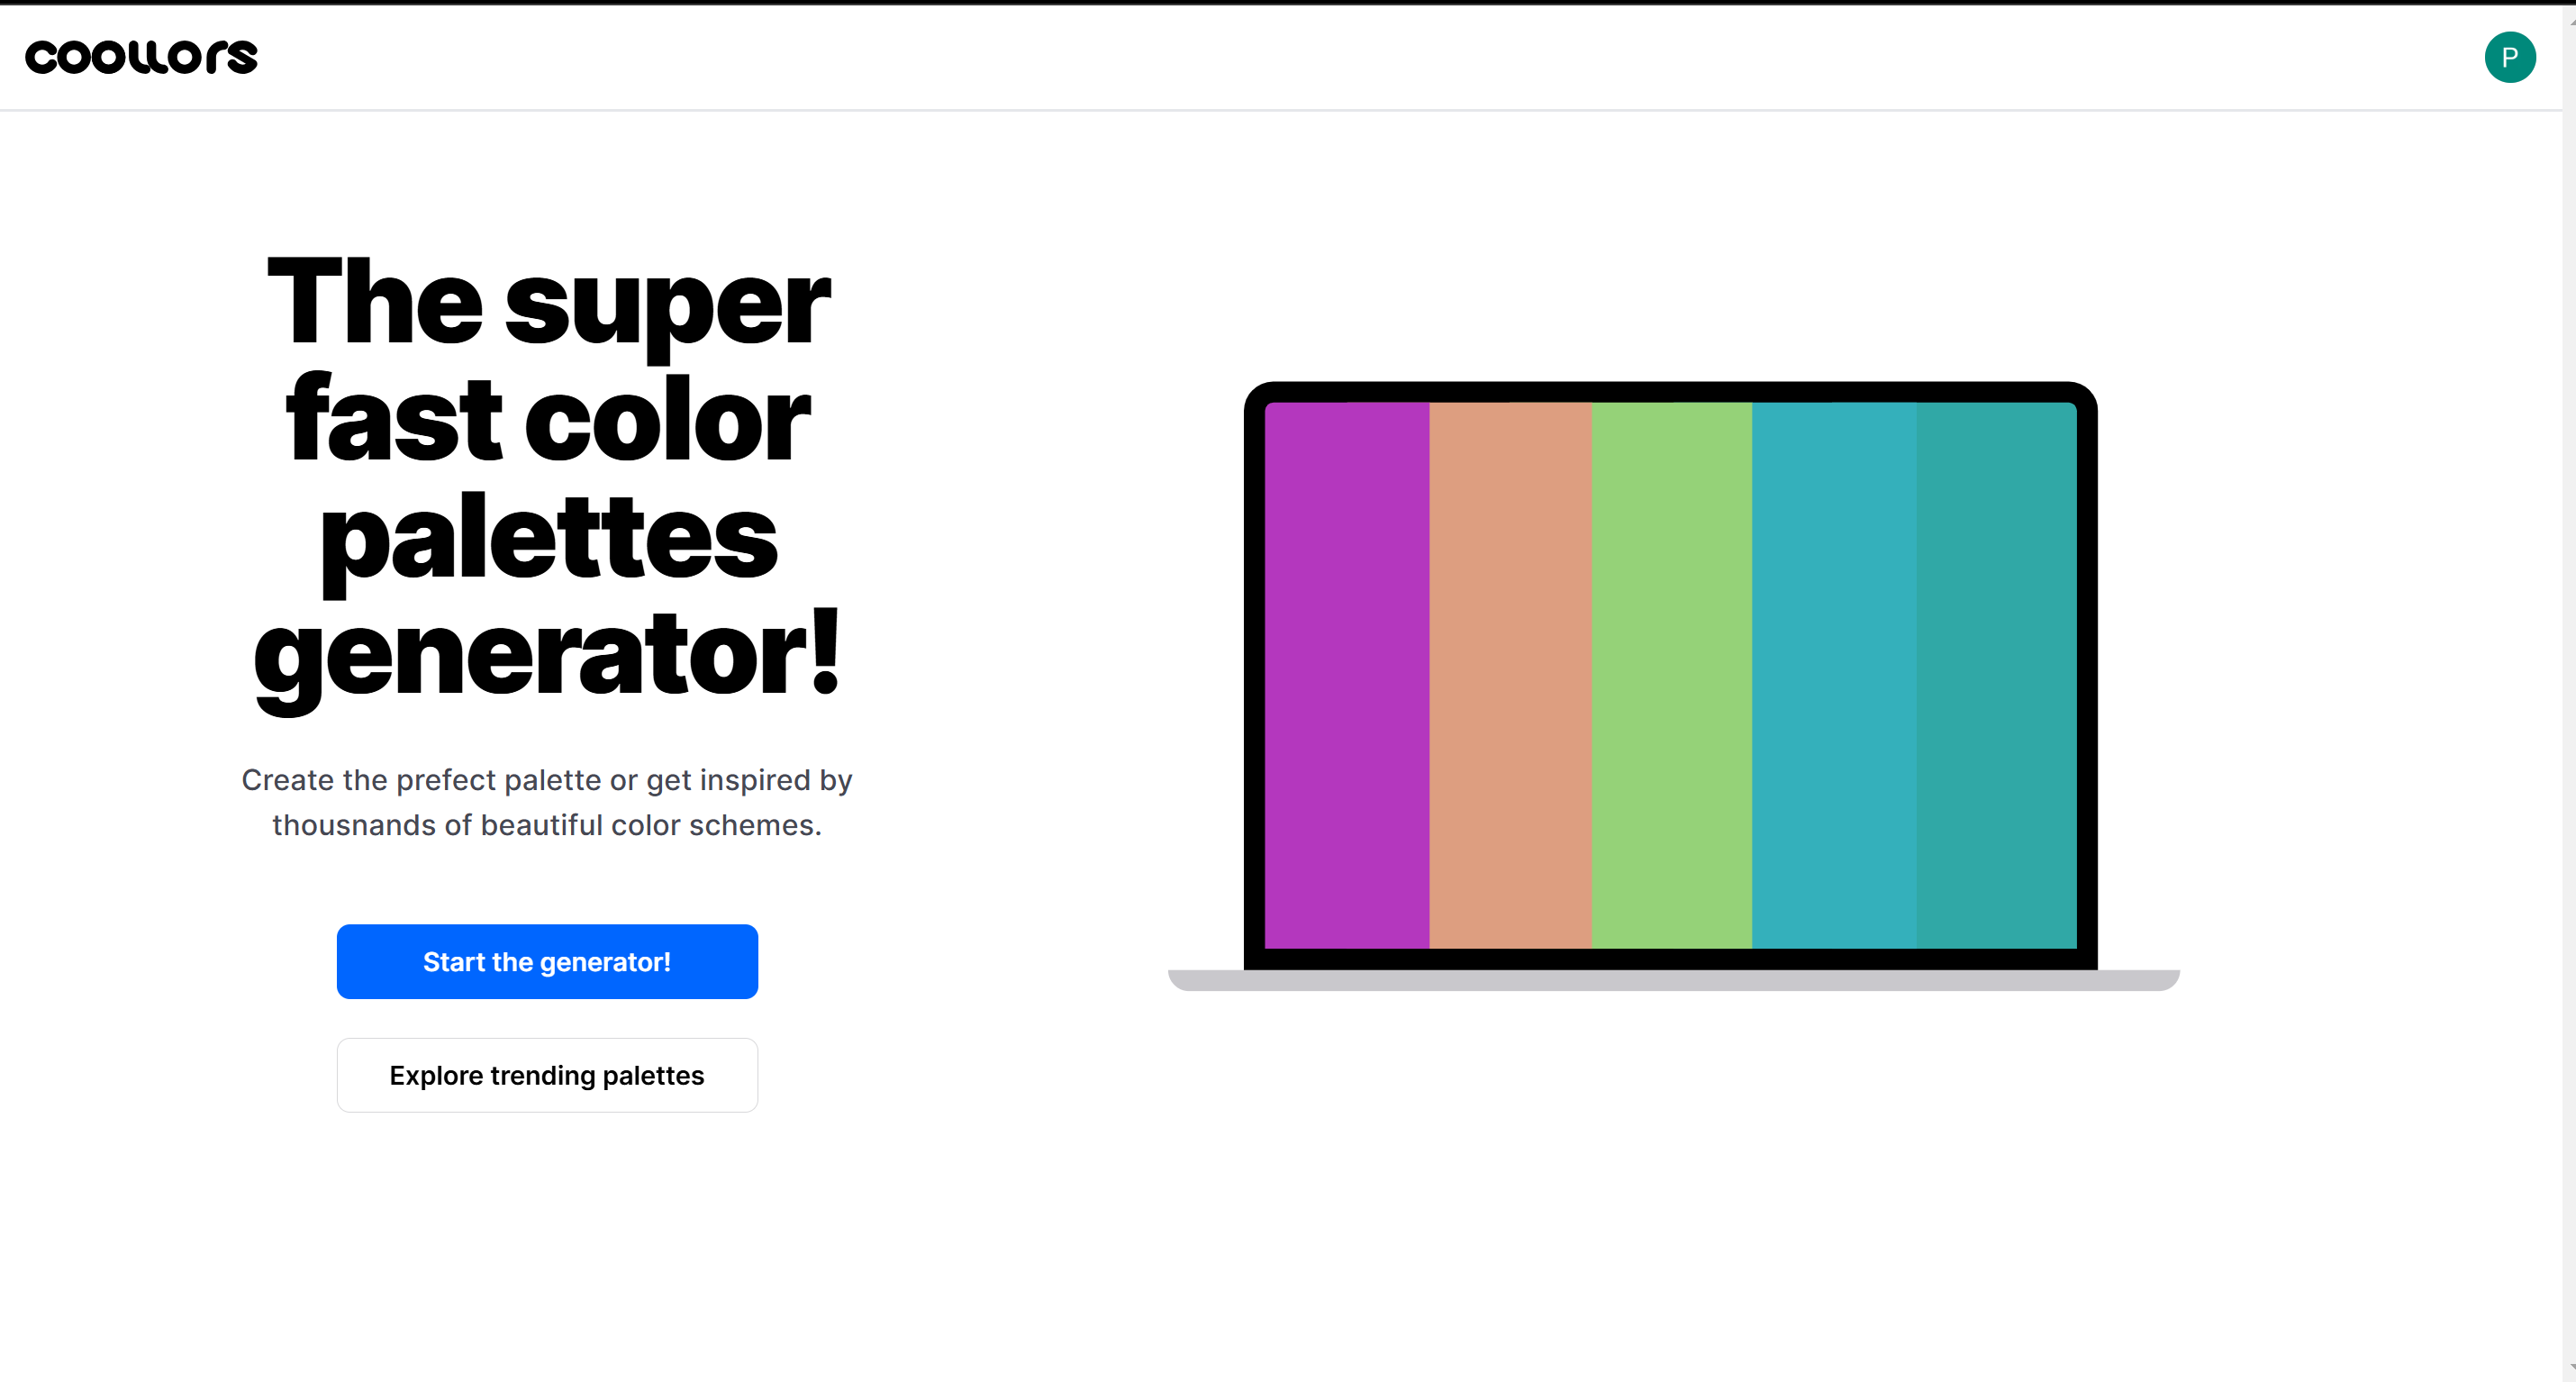 coollors
P
The super
fast color
palettes
generator!
Create the prefect palette or get inspired by
thousnands of beautiful color schemes.
Start the generator!
Explore trending palettes